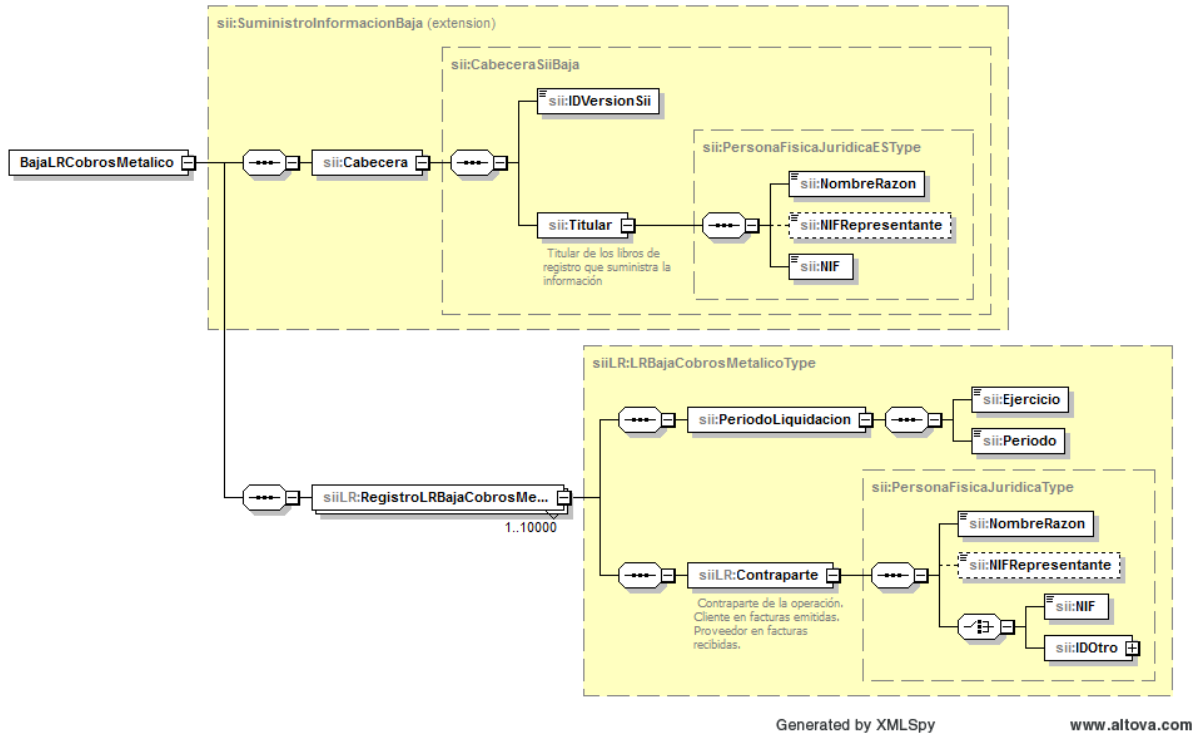 sii:SuministroInformacionBaja (extension)
sii:CabeceraSiiBaja
sii:IDVersionSii
sii:PersonaFisicaJuridicaESType
BajaLRCobrosMetalico
sii:Cabecera
sii:NombreRazon
sii:Titular
sii:NIFRepresentante
Titular de los libros de
registro que suministra la
información
sii:NIF
siiLR:LRBajaCobrosMetalicoType
sii:PeriodoLiquidacion
sii:Ejercicio
sii:Periodo
sii:PersonaFisicaJuridicaType
siiLR:RegistroLRBajaCobrosMe...
1..10000
sii:NombreRazon
siiLR:Contraparte
sii:NIFRepresentante
Contraparte de la operación.
Cliente en facturas emitidas.
Proveedor en facturas
recibidas.
sii:NIF
sii:IDOtro
Generated by XMLSpy
www.altova.com